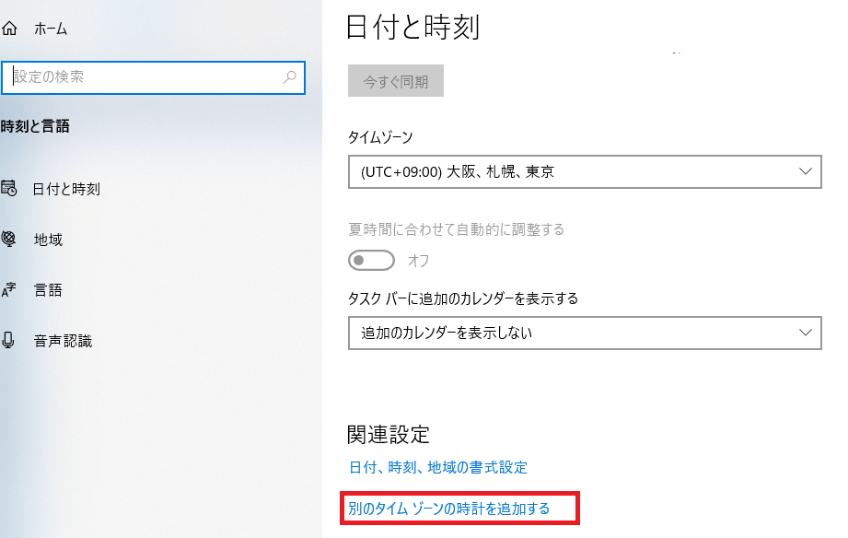 ホーム
設定の検索
時刻と言語
日付と時刻
地域
言語
音声認識
日付と時刻
今すぐ同期
タイムゾーン
(UTC+09:00) 大阪、札幌、東京
夏時間に合わせて自動的に調整する
オフ
タスク バーに追加のカレンダーを表示する
追加のカレンダーを表示しない
関連設定
日付、時刻、地域の書式設定
別のタイム ゾーンの時計を追加する